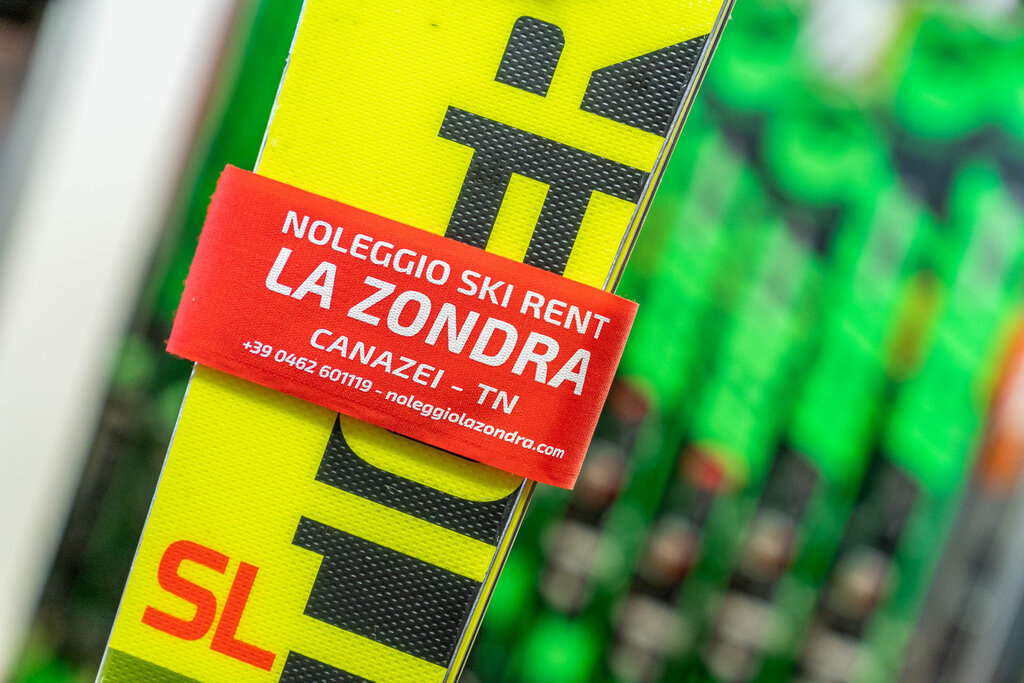 NOLEGGIO SKI RENT
LA ZONDRA
CANAZEI - TN
+39 0462 601119 - noleggiolazondra.com
SL